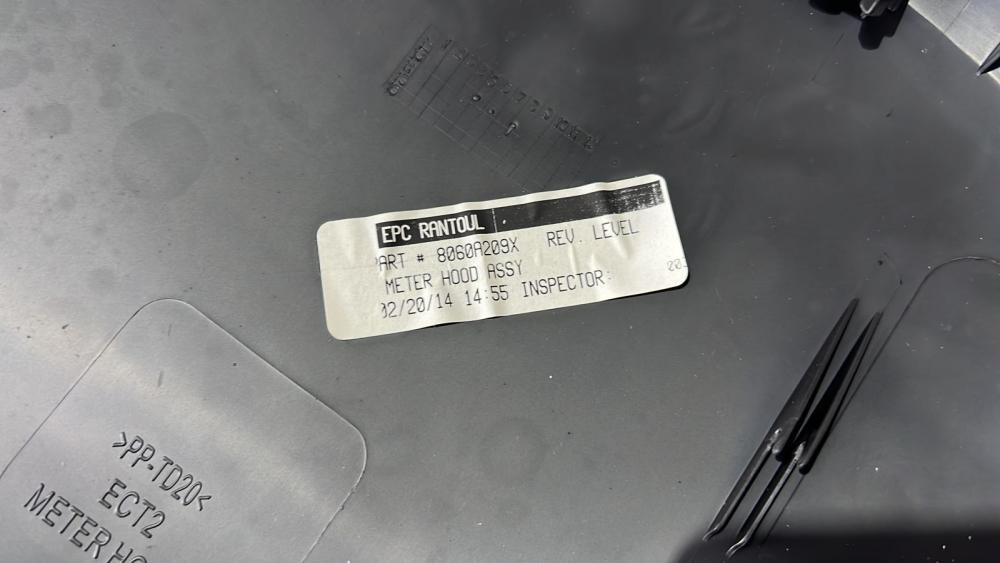 EPC RANTOUL
ART # 8060A209X REV. LEVEL
METER HOOD ASSY
02/20/14 14:55 INSPECTOR:
>PP-TD20<
ECT2
METER HO